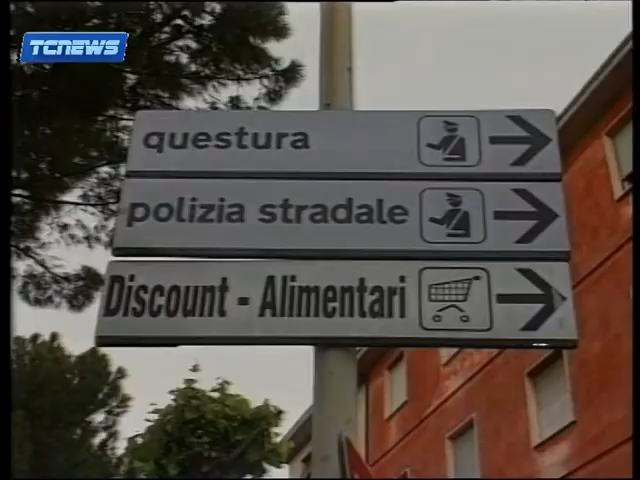 TCNEWS
questura
polizia stradale
Discount - Alimentari